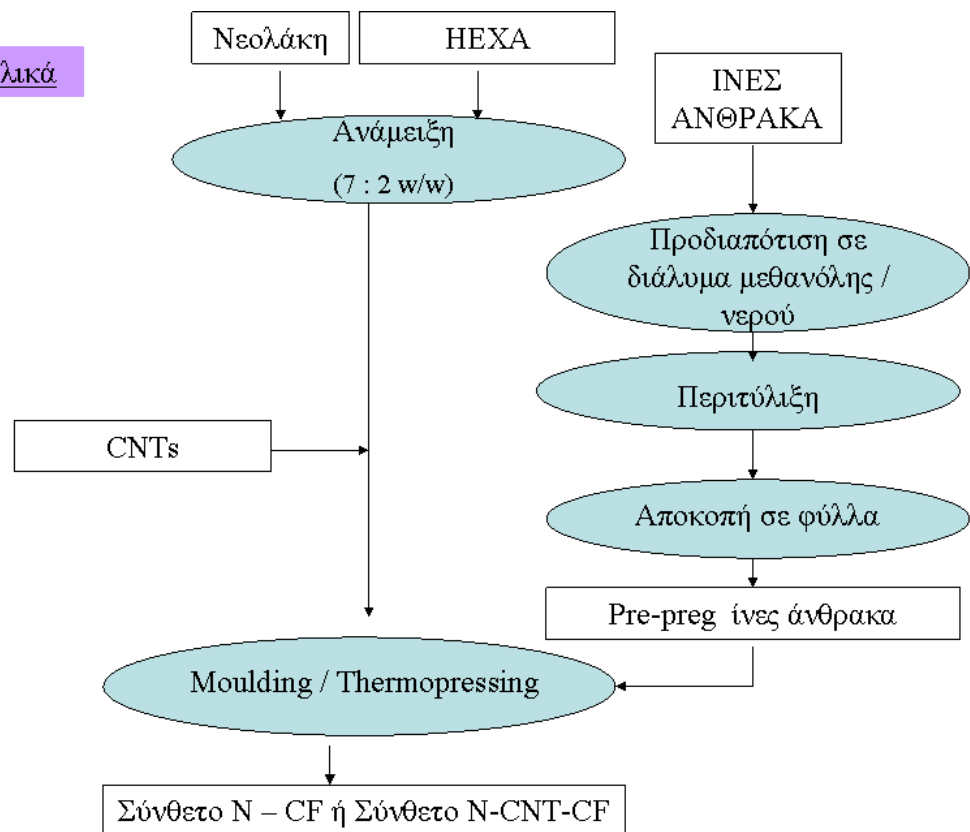 λικά
Νεολάκη
HEXA
ΙΝΕΣ
ΑΝΘΡΑΚΑ
Ανάμειξη
(7 : 2 w/w)
Προδιαπότιση σε
διάλυμα μεθανόλης /
νερού
Περιτύλιξη
CNTs
Αποκοπή σε φύλλα
Pre-preg ίνες άνθρακα
Moulding / Thermopressing
Σύνθετο N – CF ή Σύνθετο N-CNT-CF